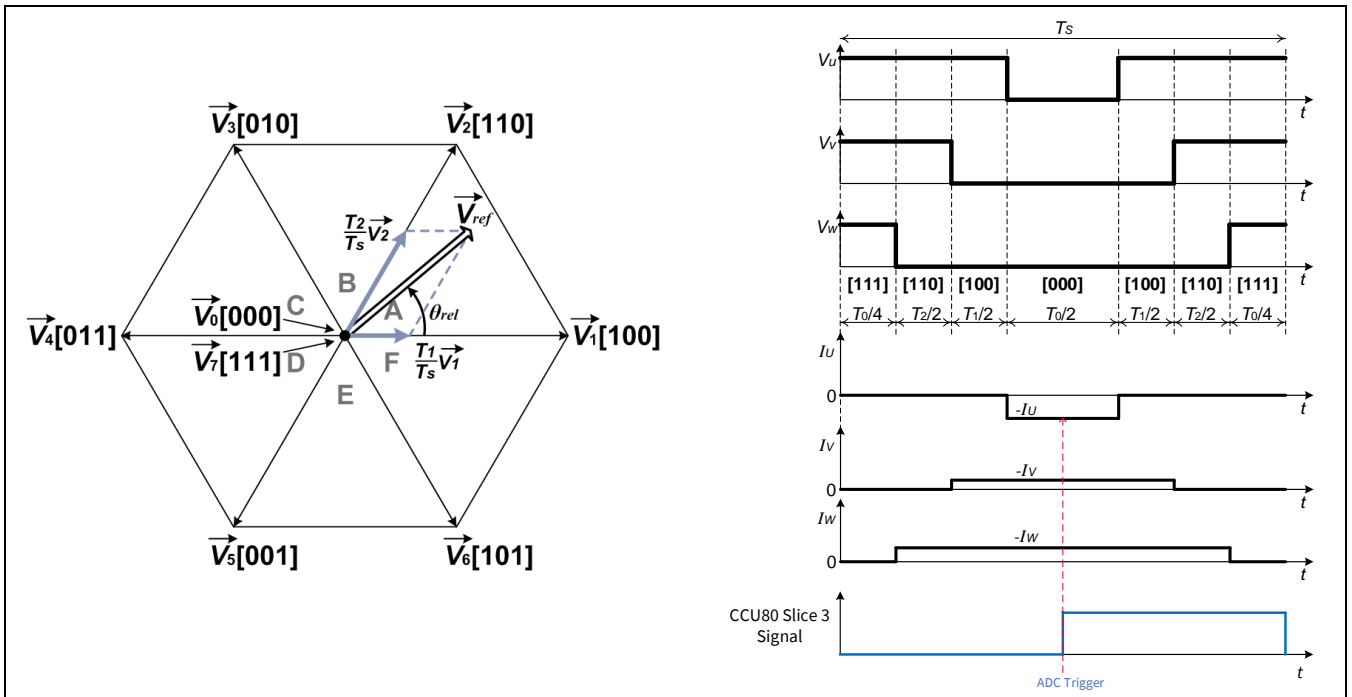 V3[010]
V2[110]
Vref
T2/Ts V2
B
C
A
θrel
V0[000]
V4[011]
V1[100]
V7[111]
D
F
T1/Ts V1
E
V5[001]
V6[101]
Ts
Vu
t
Vv
t
Vw
[111] [110] [100] [000] [100] [110] [111]
t
T0/4 T2/2 T1/2 T0/2 T1/2 T2/2 T0/4
IU
0
-IU
t
IV
-IV
0
t
IW
-IW
0
t
CCU80 Slice 3
Signal
t
ADC Trigger